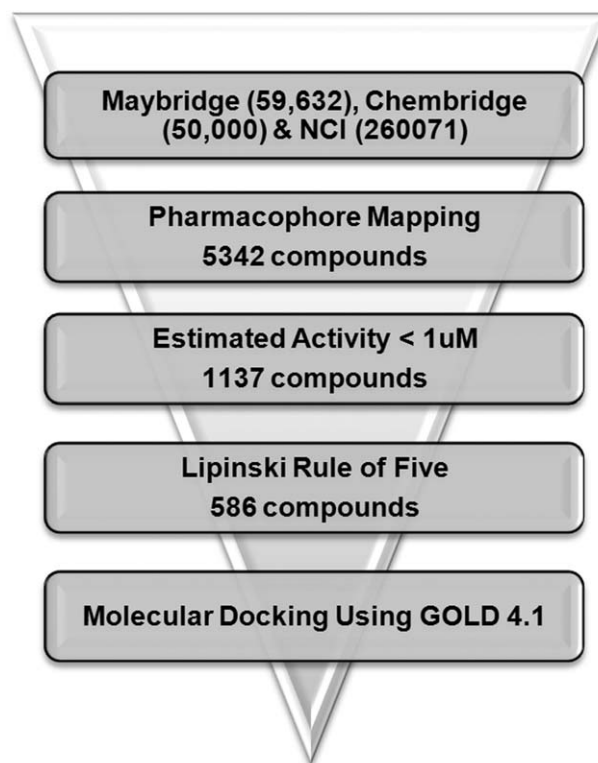 Maybridge (59,632), Chembridge
(50,000) & NCI (260071)
Pharmacophore Mapping
5342 compounds
Estimated Activity < 1uM
1137 compounds
Lipinski Rule of Five
586 compounds
Molecular Docking Using GOLD 4.1